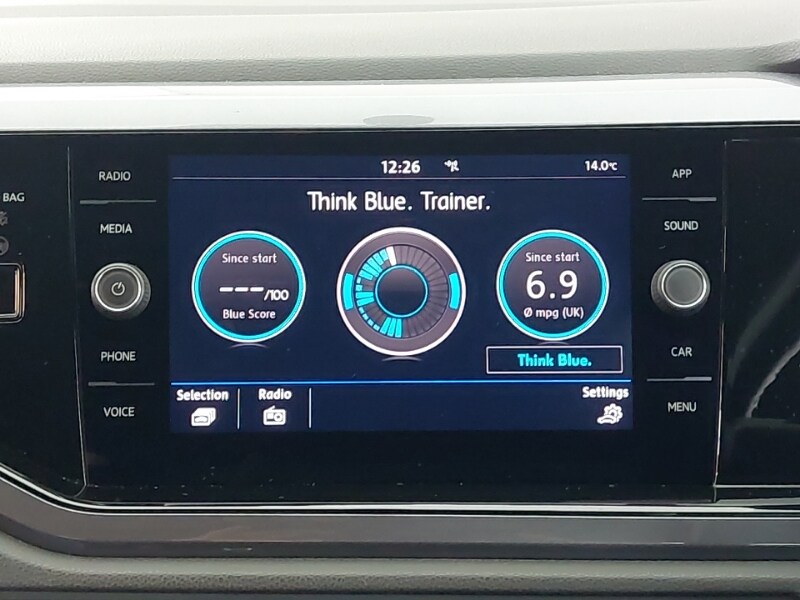 12:26
14.0°C
Think Blue. Trainer.
Since start
---/100
Blue Score
Since start
6.9
Ø mpg (UK)
Think Blue.
Selection
Radio
Settings
BAG
RADIO
MEDIA
PHONE
VOICE
APP
SOUND
CAR
MENU